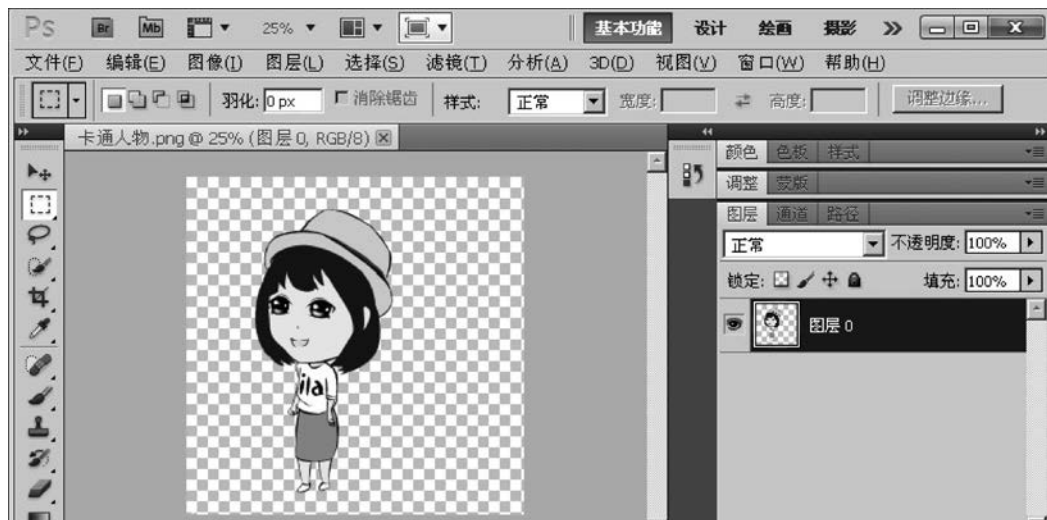 Ps Br Mb 25% 基本功能 设计 绘画 摄影
文件(F) 编辑(E) 图像(I) 图层(L) 选择(S) 滤镜(T) 分析(A) 3D(D) 视图(V) 窗口(W) 帮助(H)
羽化: 0 px 消除锯齿 样式: 正常 宽度: 高度: 调整边缘...
卡通人物.png @ 25% (图层 0, RGB/8)
颜色 色板 样式
调整 蒙版
图层 通道 路径
正常 不透明度: 100%
锁定: 填充: 100%
图层 0
ila